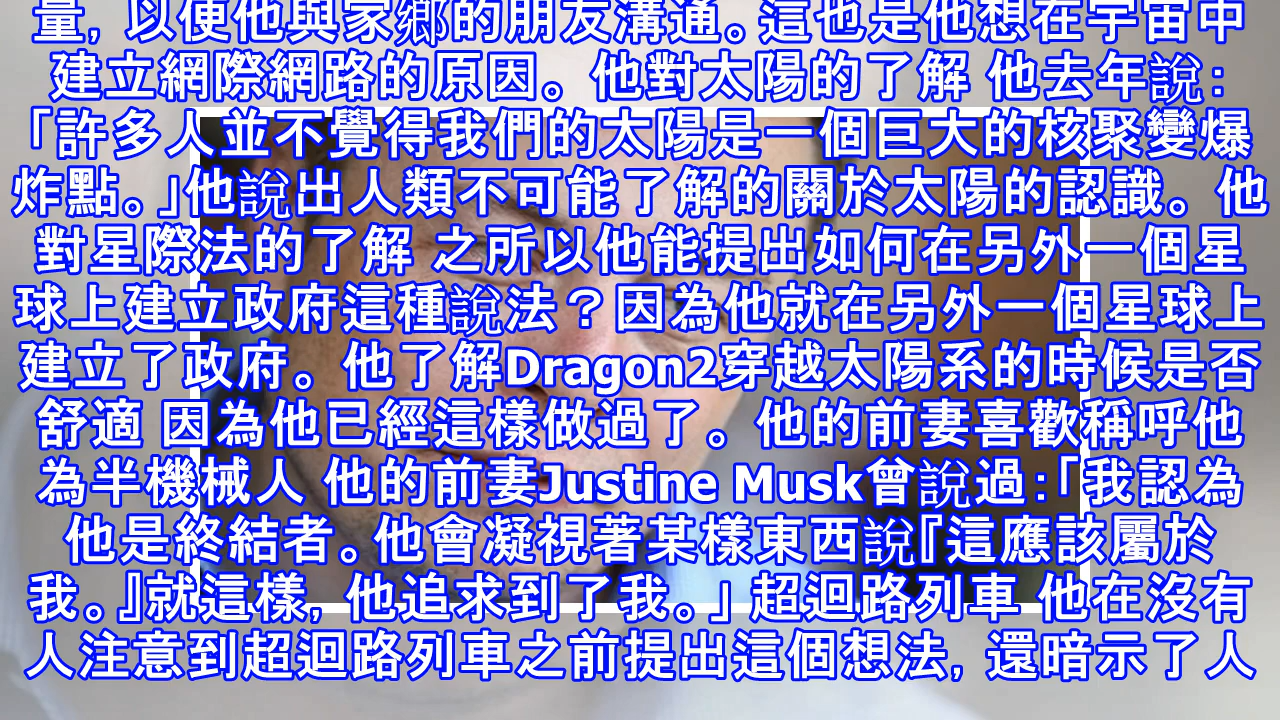 量, 以便他與家鄉的朋友溝通。這也是他想在宇宙中
建立網際網路的原因。他對太陽的了解 他去年說：
「許多人並不覺得我們的太陽是一個巨大的核聚變爆
炸點。」他說出人類不可能了解的關於太陽的認識。他
對星際法的了解 之所以他能提出如何在另外一個星
球上建立政府這種說法？因為他就在另外一個星球上
建立了政府。他了解Dragon2穿越太陽系的時候是否
舒適 因為他已經這樣做過了。他的前妻喜歡稱呼他
為半機械人 他的前妻Justine Musk曾說過：「我認為
他是終結者。他會凝視著某樣東西說『這應該屬於
我。』就這樣, 他追求到了我。」 超迴路列車 他在沒有
人注意到超迴路列車之前提出這個想法, 還暗示了人